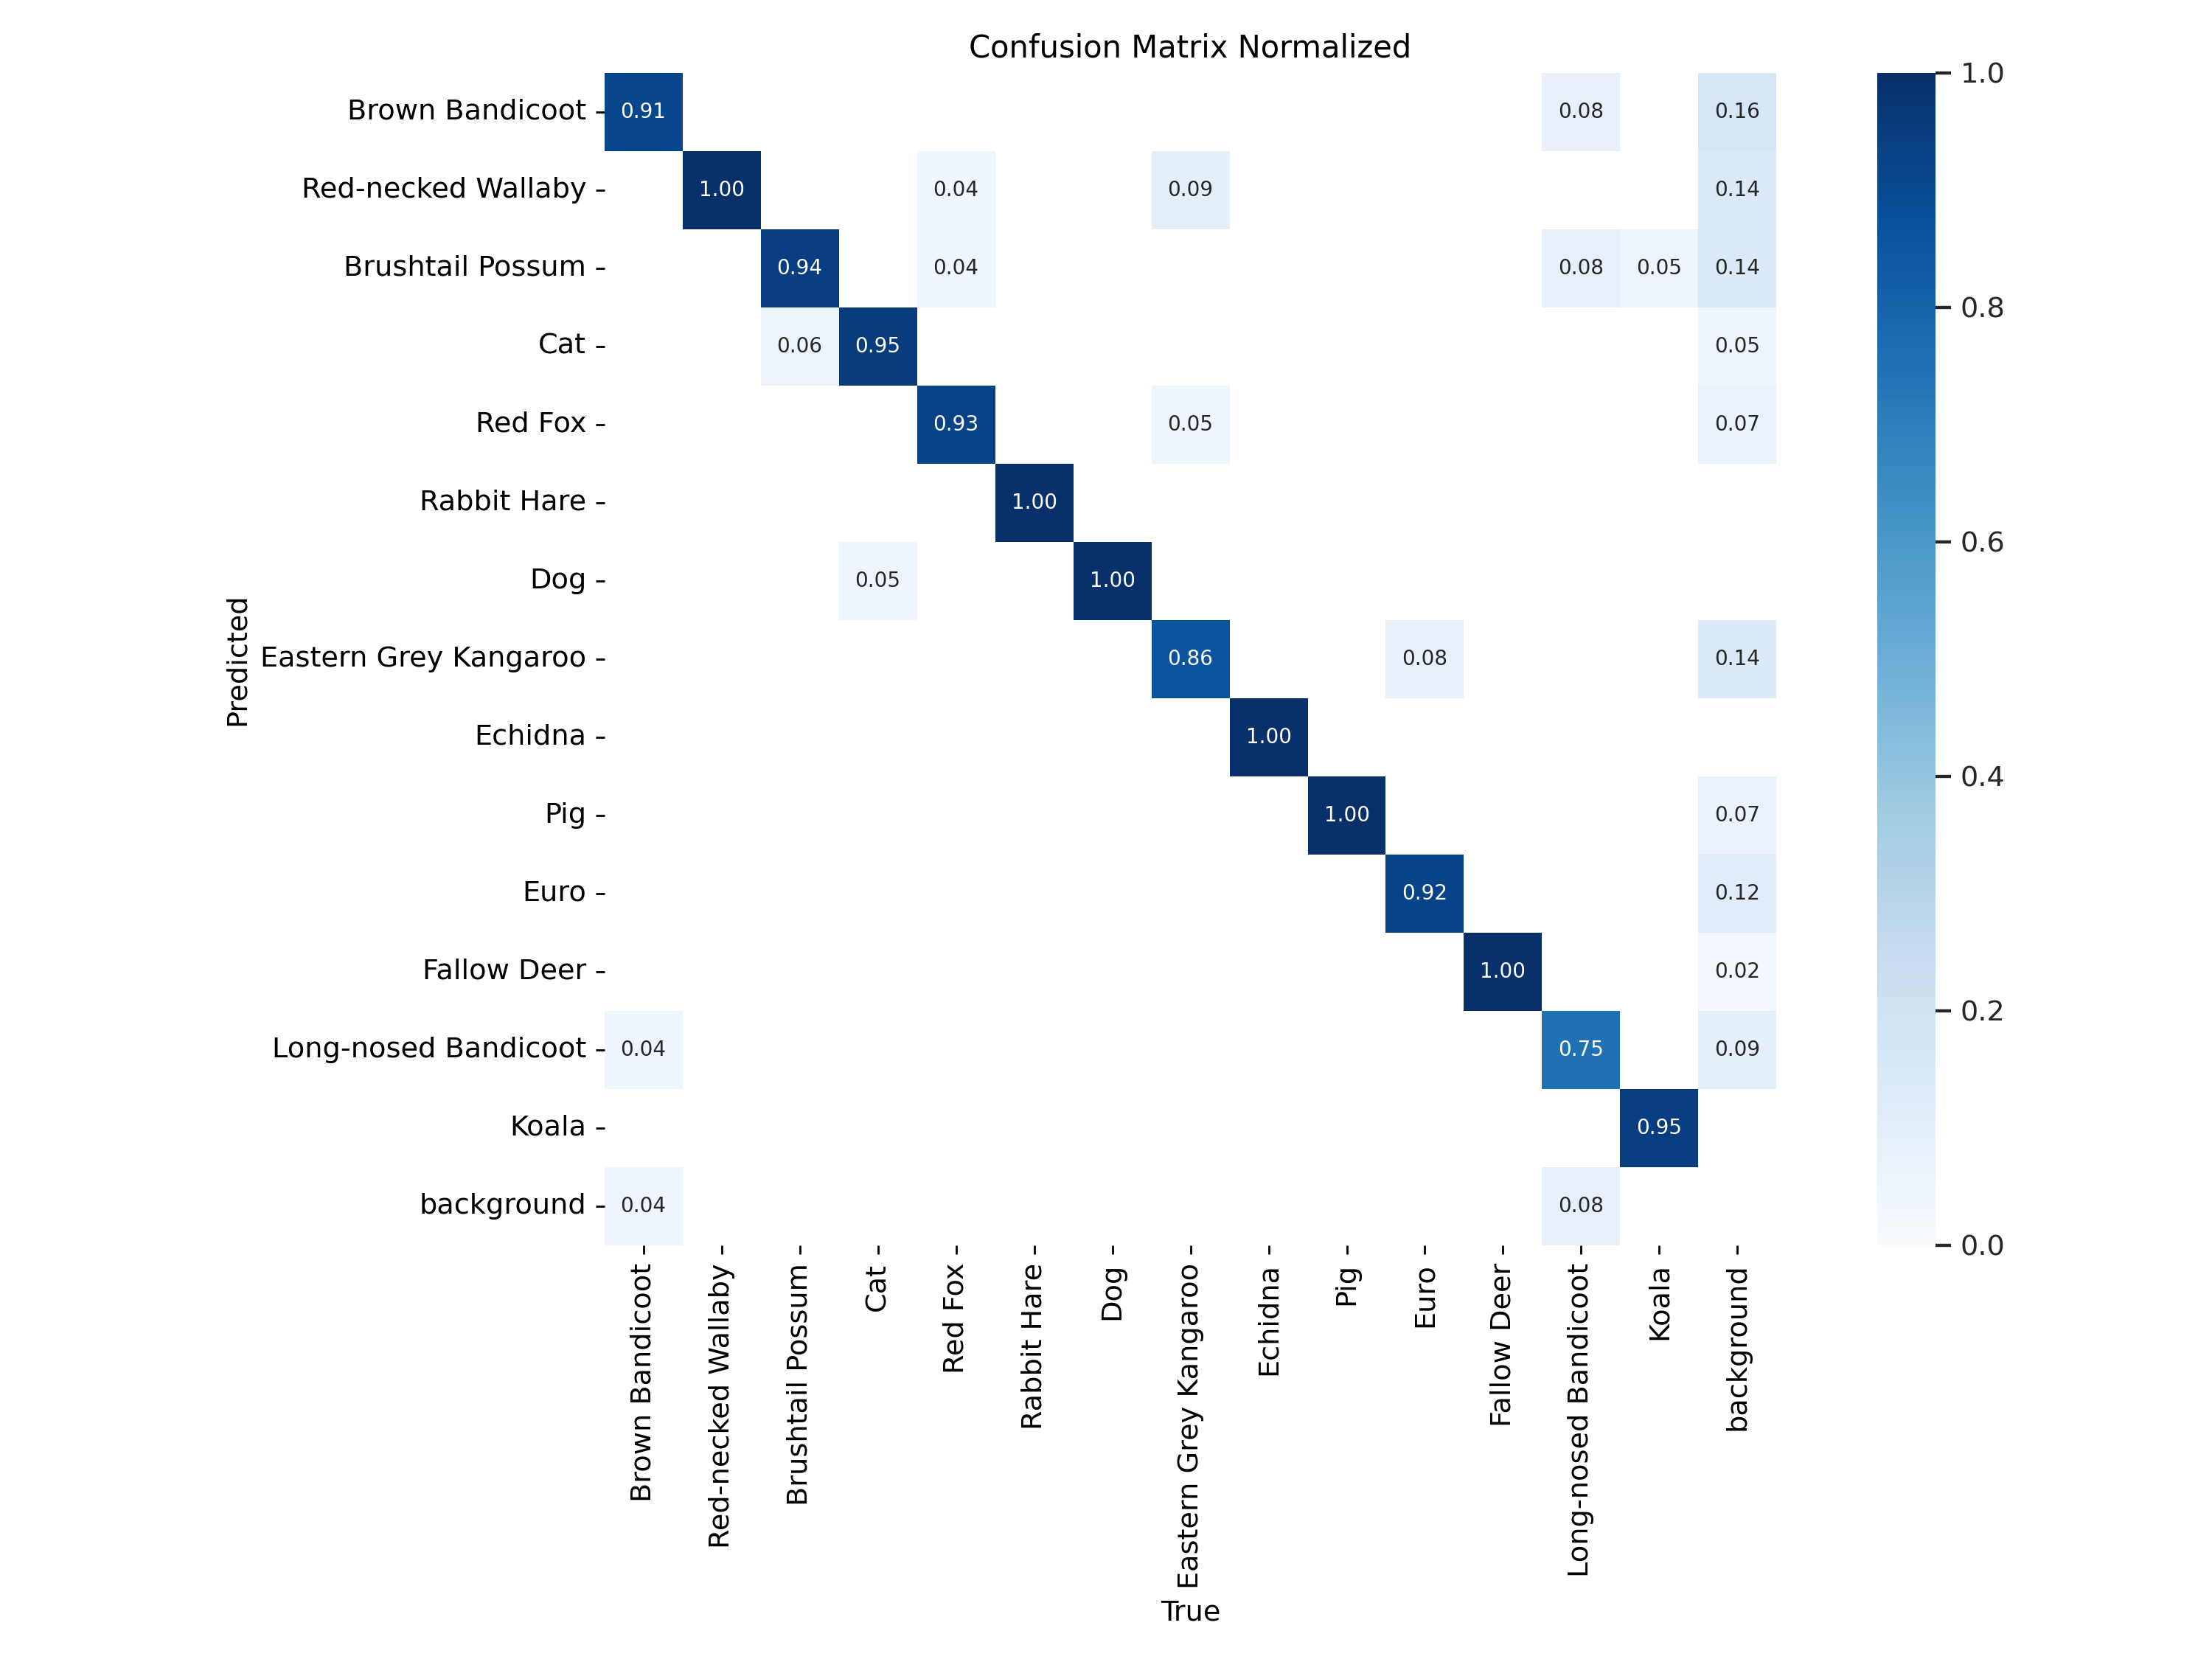 Confusion Matrix Normalized
Brown Bandicoot 0.91 0.08 0.16
Red-necked Wallaby 1.00 0.04 0.09 0.14
Brushtail Possum 0.94 0.04 0.08 0.05 0.14
Cat 0.06 0.95 0.05
Red Fox 0.93 0.05 0.07
Rabbit Hare 1.00
Dog 0.05 1.00
Eastern Grey Kangaroo 0.86 0.08 0.14
Echidna 1.00
Pig 1.00 0.07
Euro 0.92 0.12
Fallow Deer 1.00 0.02
Long-nosed Bandicoot 0.04 0.75 0.09
Koala 0.95
background 0.04 0.08
Predicted
Brown Bandicoot
Red-necked Wallaby
Brushtail Possum
Cat
Red Fox
Rabbit Hare
Dog
Eastern Grey Kangaroo
Echidna
Pig
Euro
Fallow Deer
Long-nosed Bandicoot
Koala
background
True
1.0
0.8
0.6
0.4
0.2
0.0